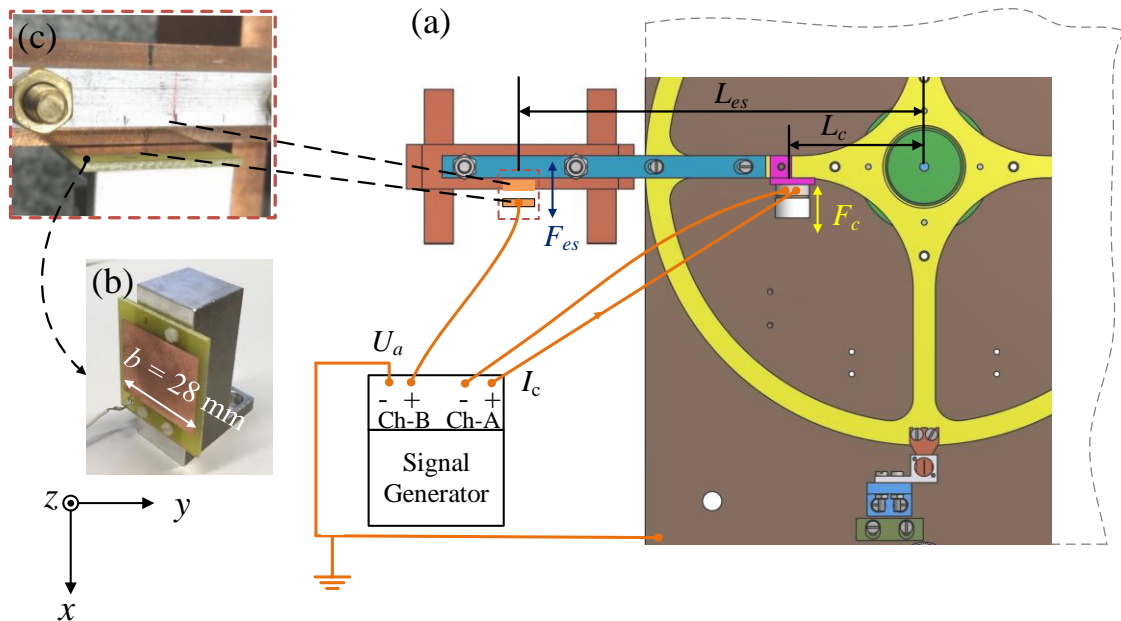 (c)
(a)
L_es
L_c
F_es
F_c
(b)
b = 28 mm
U_a
I_c
- + - +
Ch-B Ch-A
Signal
Generator
z y
x